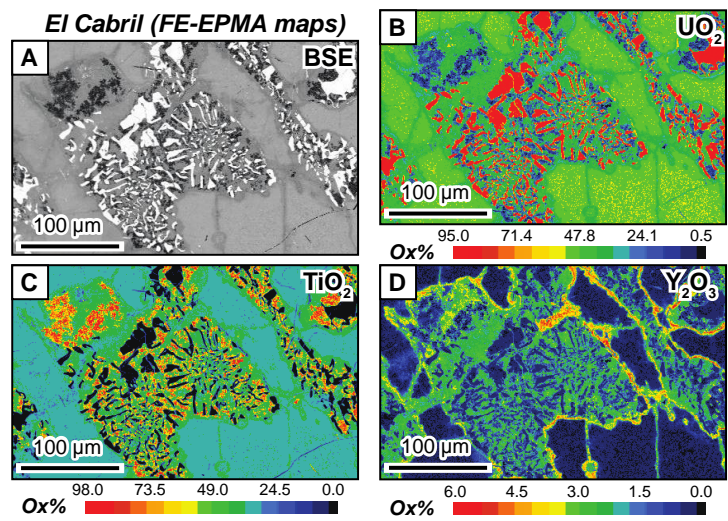 El Cabril (FE-EPMA maps)
A
BSE
100 µm
B
UO2
100 µm
95.0 71.4 47.8 24.1 0.5
Ox%
C
TiO2
100 µm
98.0 73.5 49.0 24.5 0.0
Ox%
D
Y2O3
100 µm
6.0 4.5 3.0 1.5 0.0
Ox%